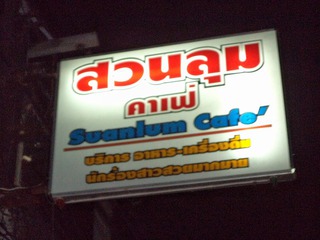 สวนลุม
คาเฟ่
Suanlum Cafe'
บริการ อาหาร-เครื่องดื่ม
นักร้องสาวสวยมากมาย